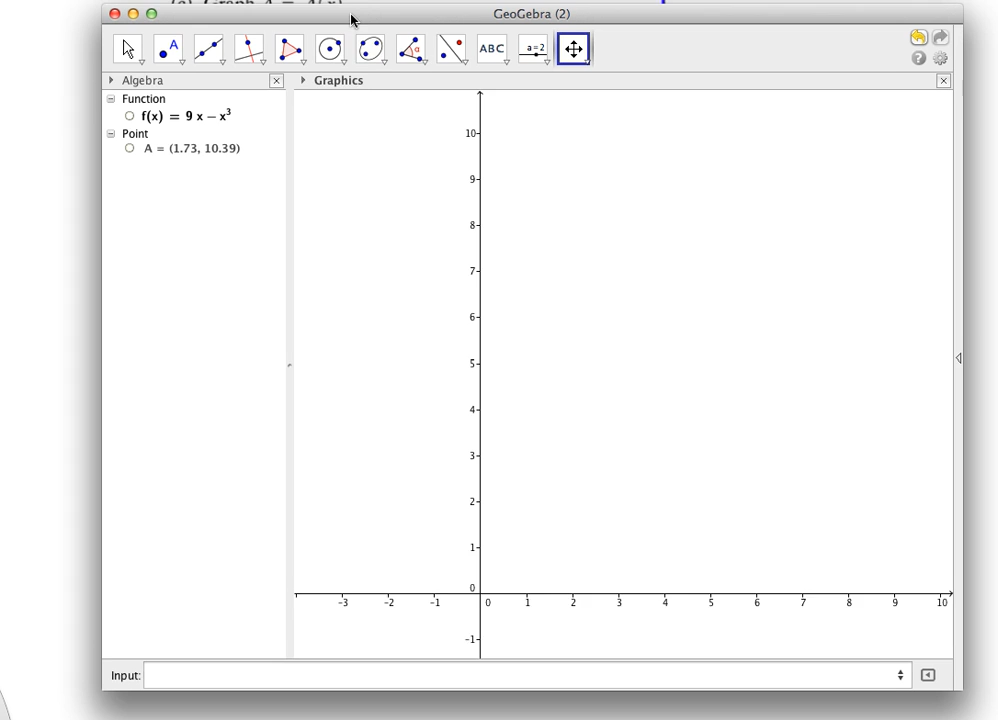 (a) Graph A = A(x)
GeoGebra (2)
A
α
ABC
a=2
Algebra
Graphics
Function
f(x) = 9 x − x³
Point
A = (1.73, 10.39)
10
9
8
7
6
5
4
3
2
1
0
-3 -2 -1 0 1 2 3 4 5 6 7 8 9 10
-1
Input: